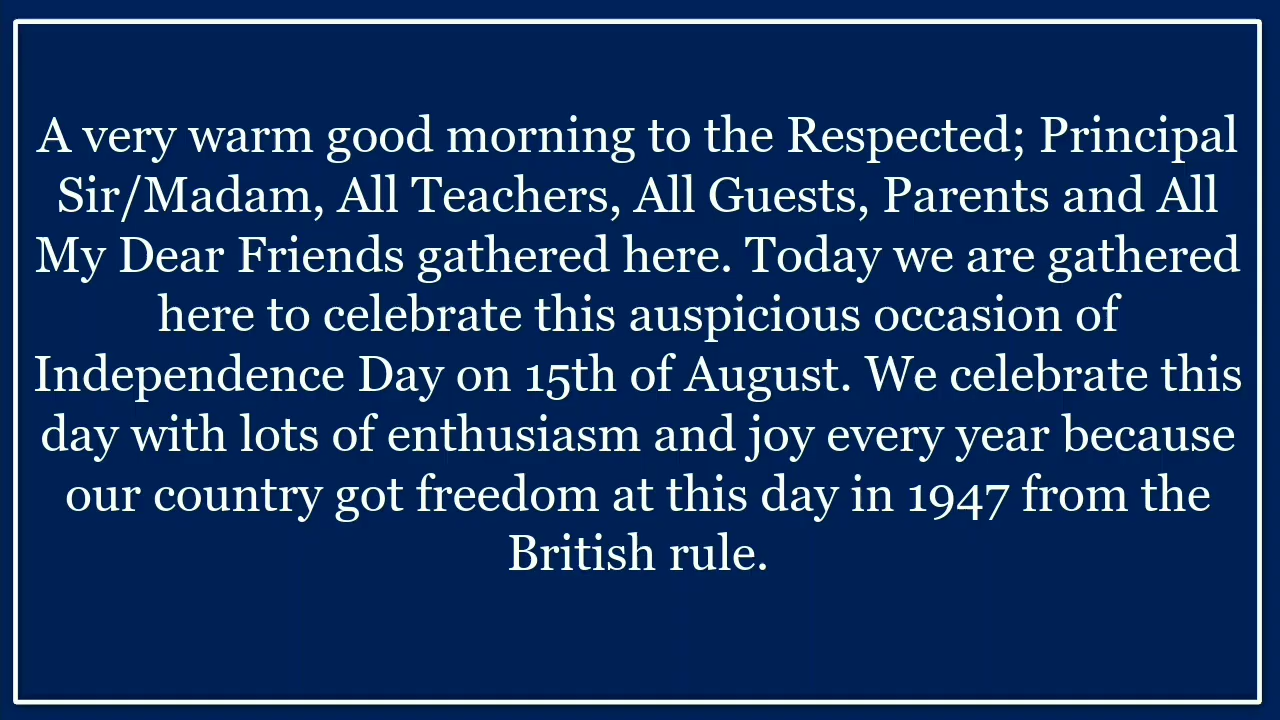 A very warm good morning to the Respected; Principal
Sir/Madam, All Teachers, All Guests, Parents and All
My Dear Friends gathered here. Today we are gathered
here to celebrate this auspicious occasion of
Independence Day on 15th of August. We celebrate this
day with lots of enthusiasm and joy every year because
our country got freedom at this day in 1947 from the
British rule.